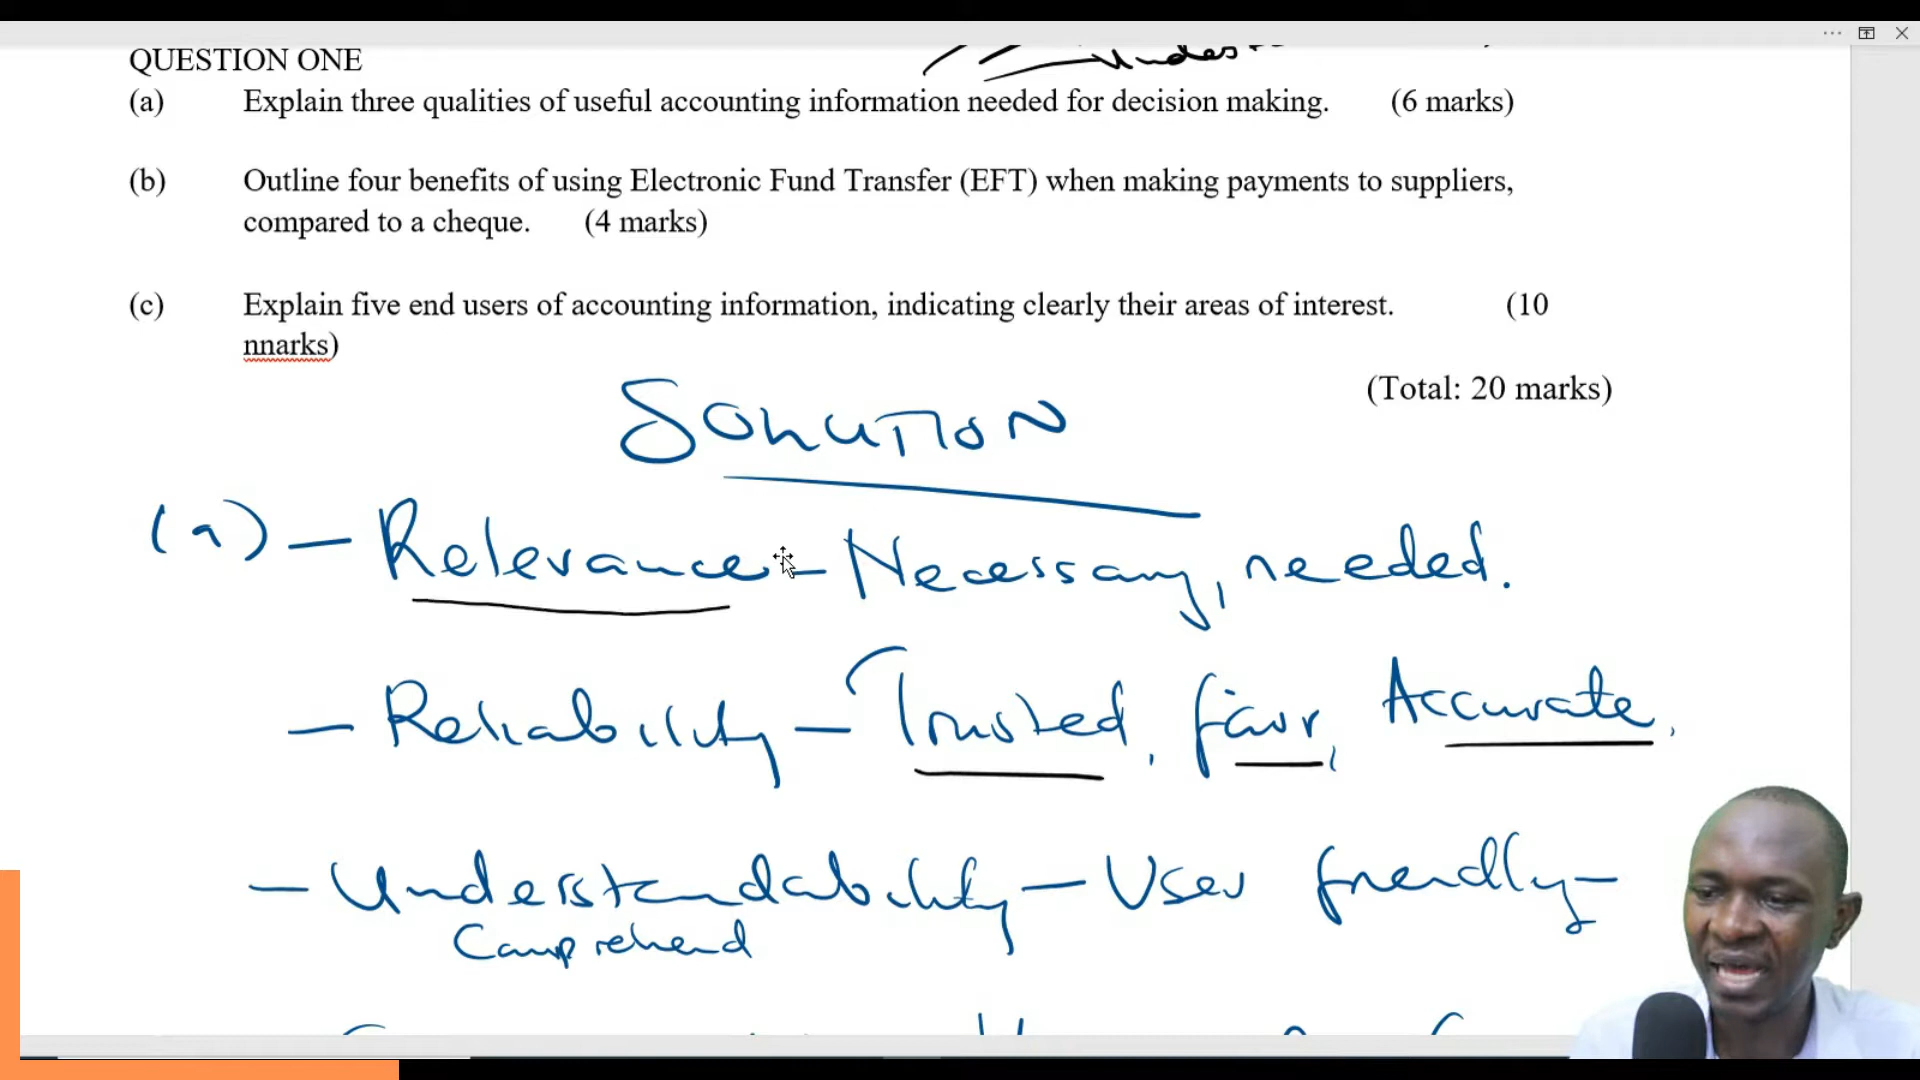 QUESTION ONE
(a) Explain three qualities of useful accounting information needed for decision making. (6 marks)
(b) Outline four benefits of using Electronic Fund Transfer (EFT) when making payments to suppliers,
compared to a cheque. (4 marks)
(c) Explain five end users of accounting information, indicating clearly their areas of interest. (10
nnarks)
(Total: 20 marks)
SOLUTION
(a) – Relevance – Necessary, needed.
– Reliability – Trusted, fair, Accurate,
– Understandability – User friendly –
Comprehend